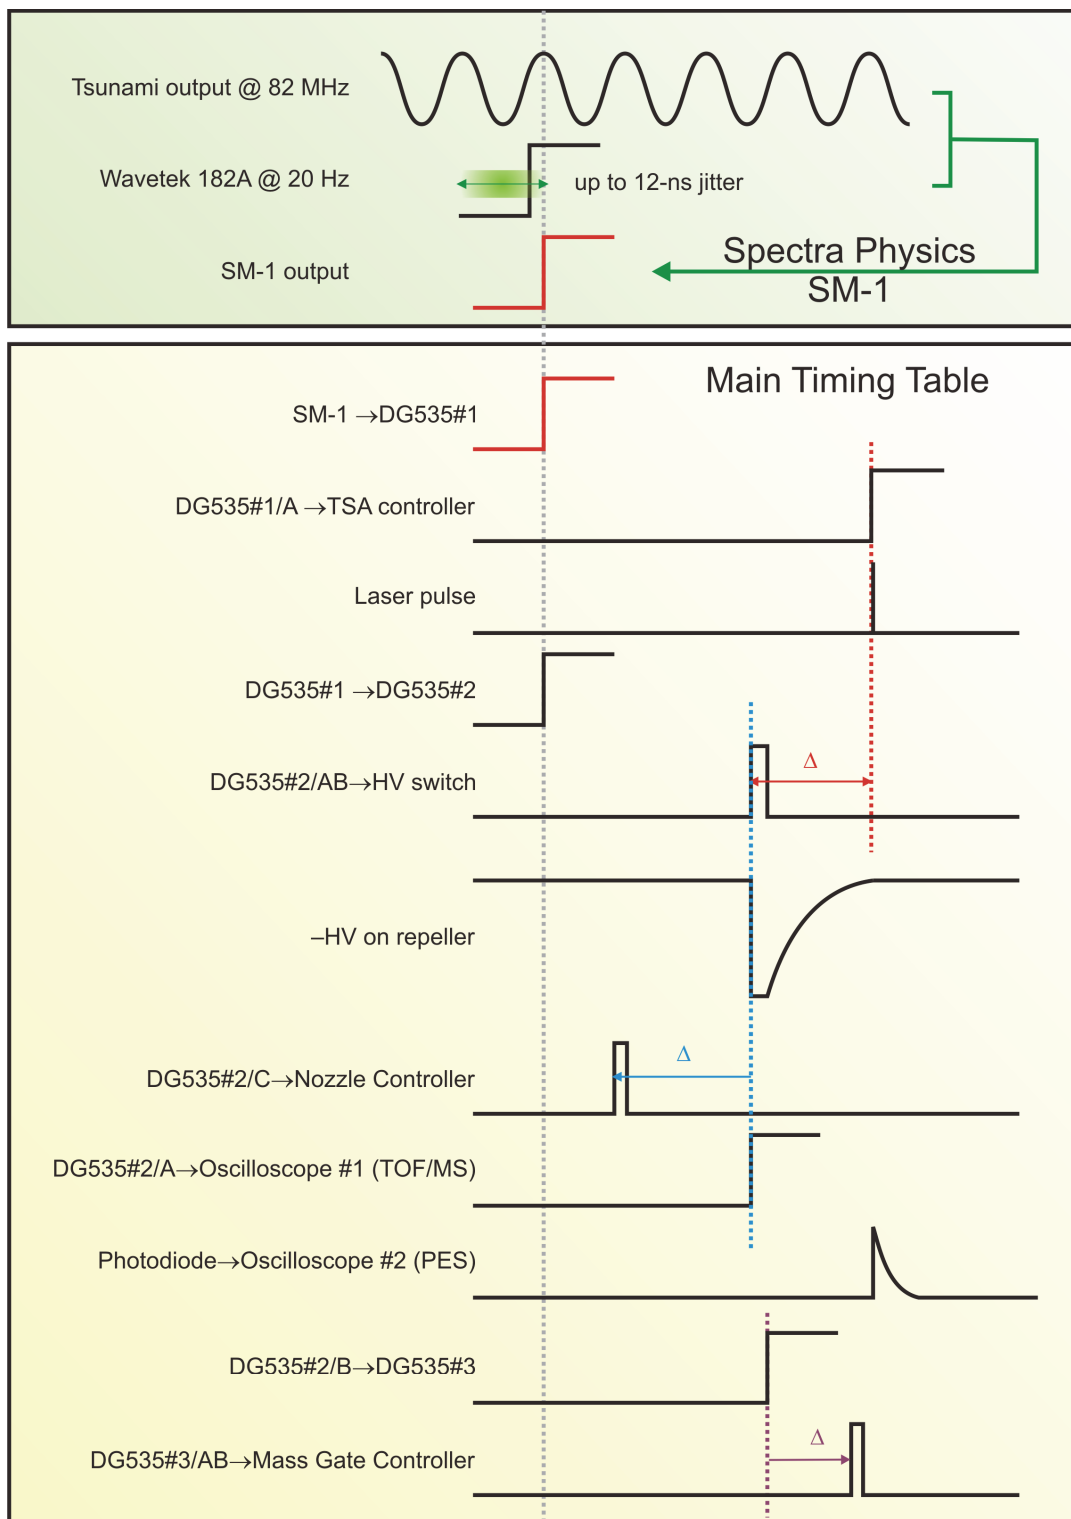 Tsunami output @ 82 MHz
Wavetek 182A @ 20 Hz
up to 12-ns jitter
SM-1 output
Spectra Physics
SM-1
Main Timing Table
SM-1 →DG535#1
DG535#1/A →TSA controller
Laser pulse
DG535#1 →DG535#2
DG535#2/AB→HV switch
Δ
–HV on repeller
DG535#2/C→Nozzle Controller
Δ
DG535#2/A→Oscilloscope #1 (TOF/MS)
Photodiode→Oscilloscope #2 (PES)
DG535#2/B→DG535#3
DG535#3/AB→Mass Gate Controller
Δ